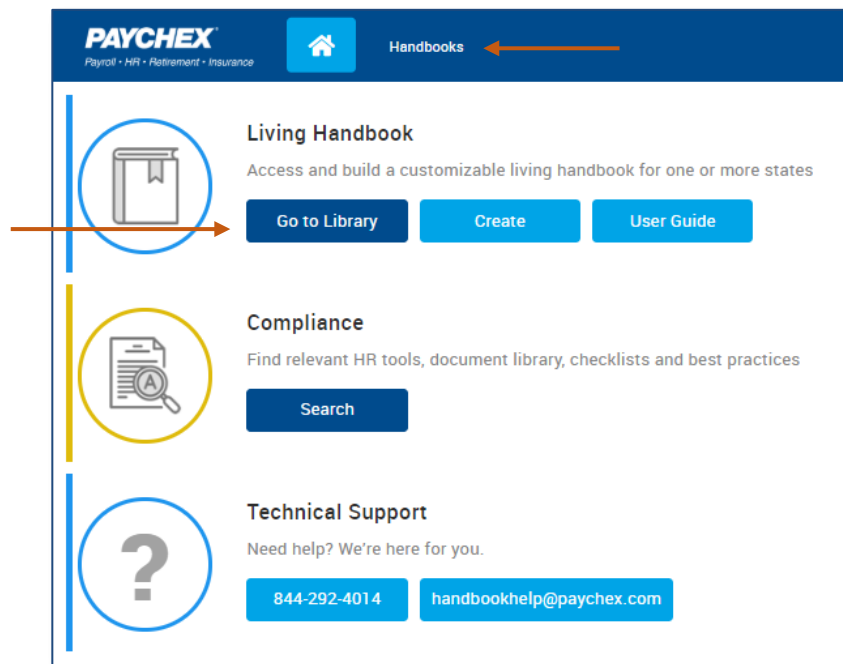 PAYCHEX
Payroll • HR • Retirement • Insurance
Handbooks
Living Handbook
Access and build a customizable living handbook for one or more states
Go to Library
Create
User Guide
Compliance
Find relevant HR tools, document library, checklists and best practices
A
Search
Technical Support
Need help? We're here for you.
?
844-292-4014
handbookhelp@paychex.com